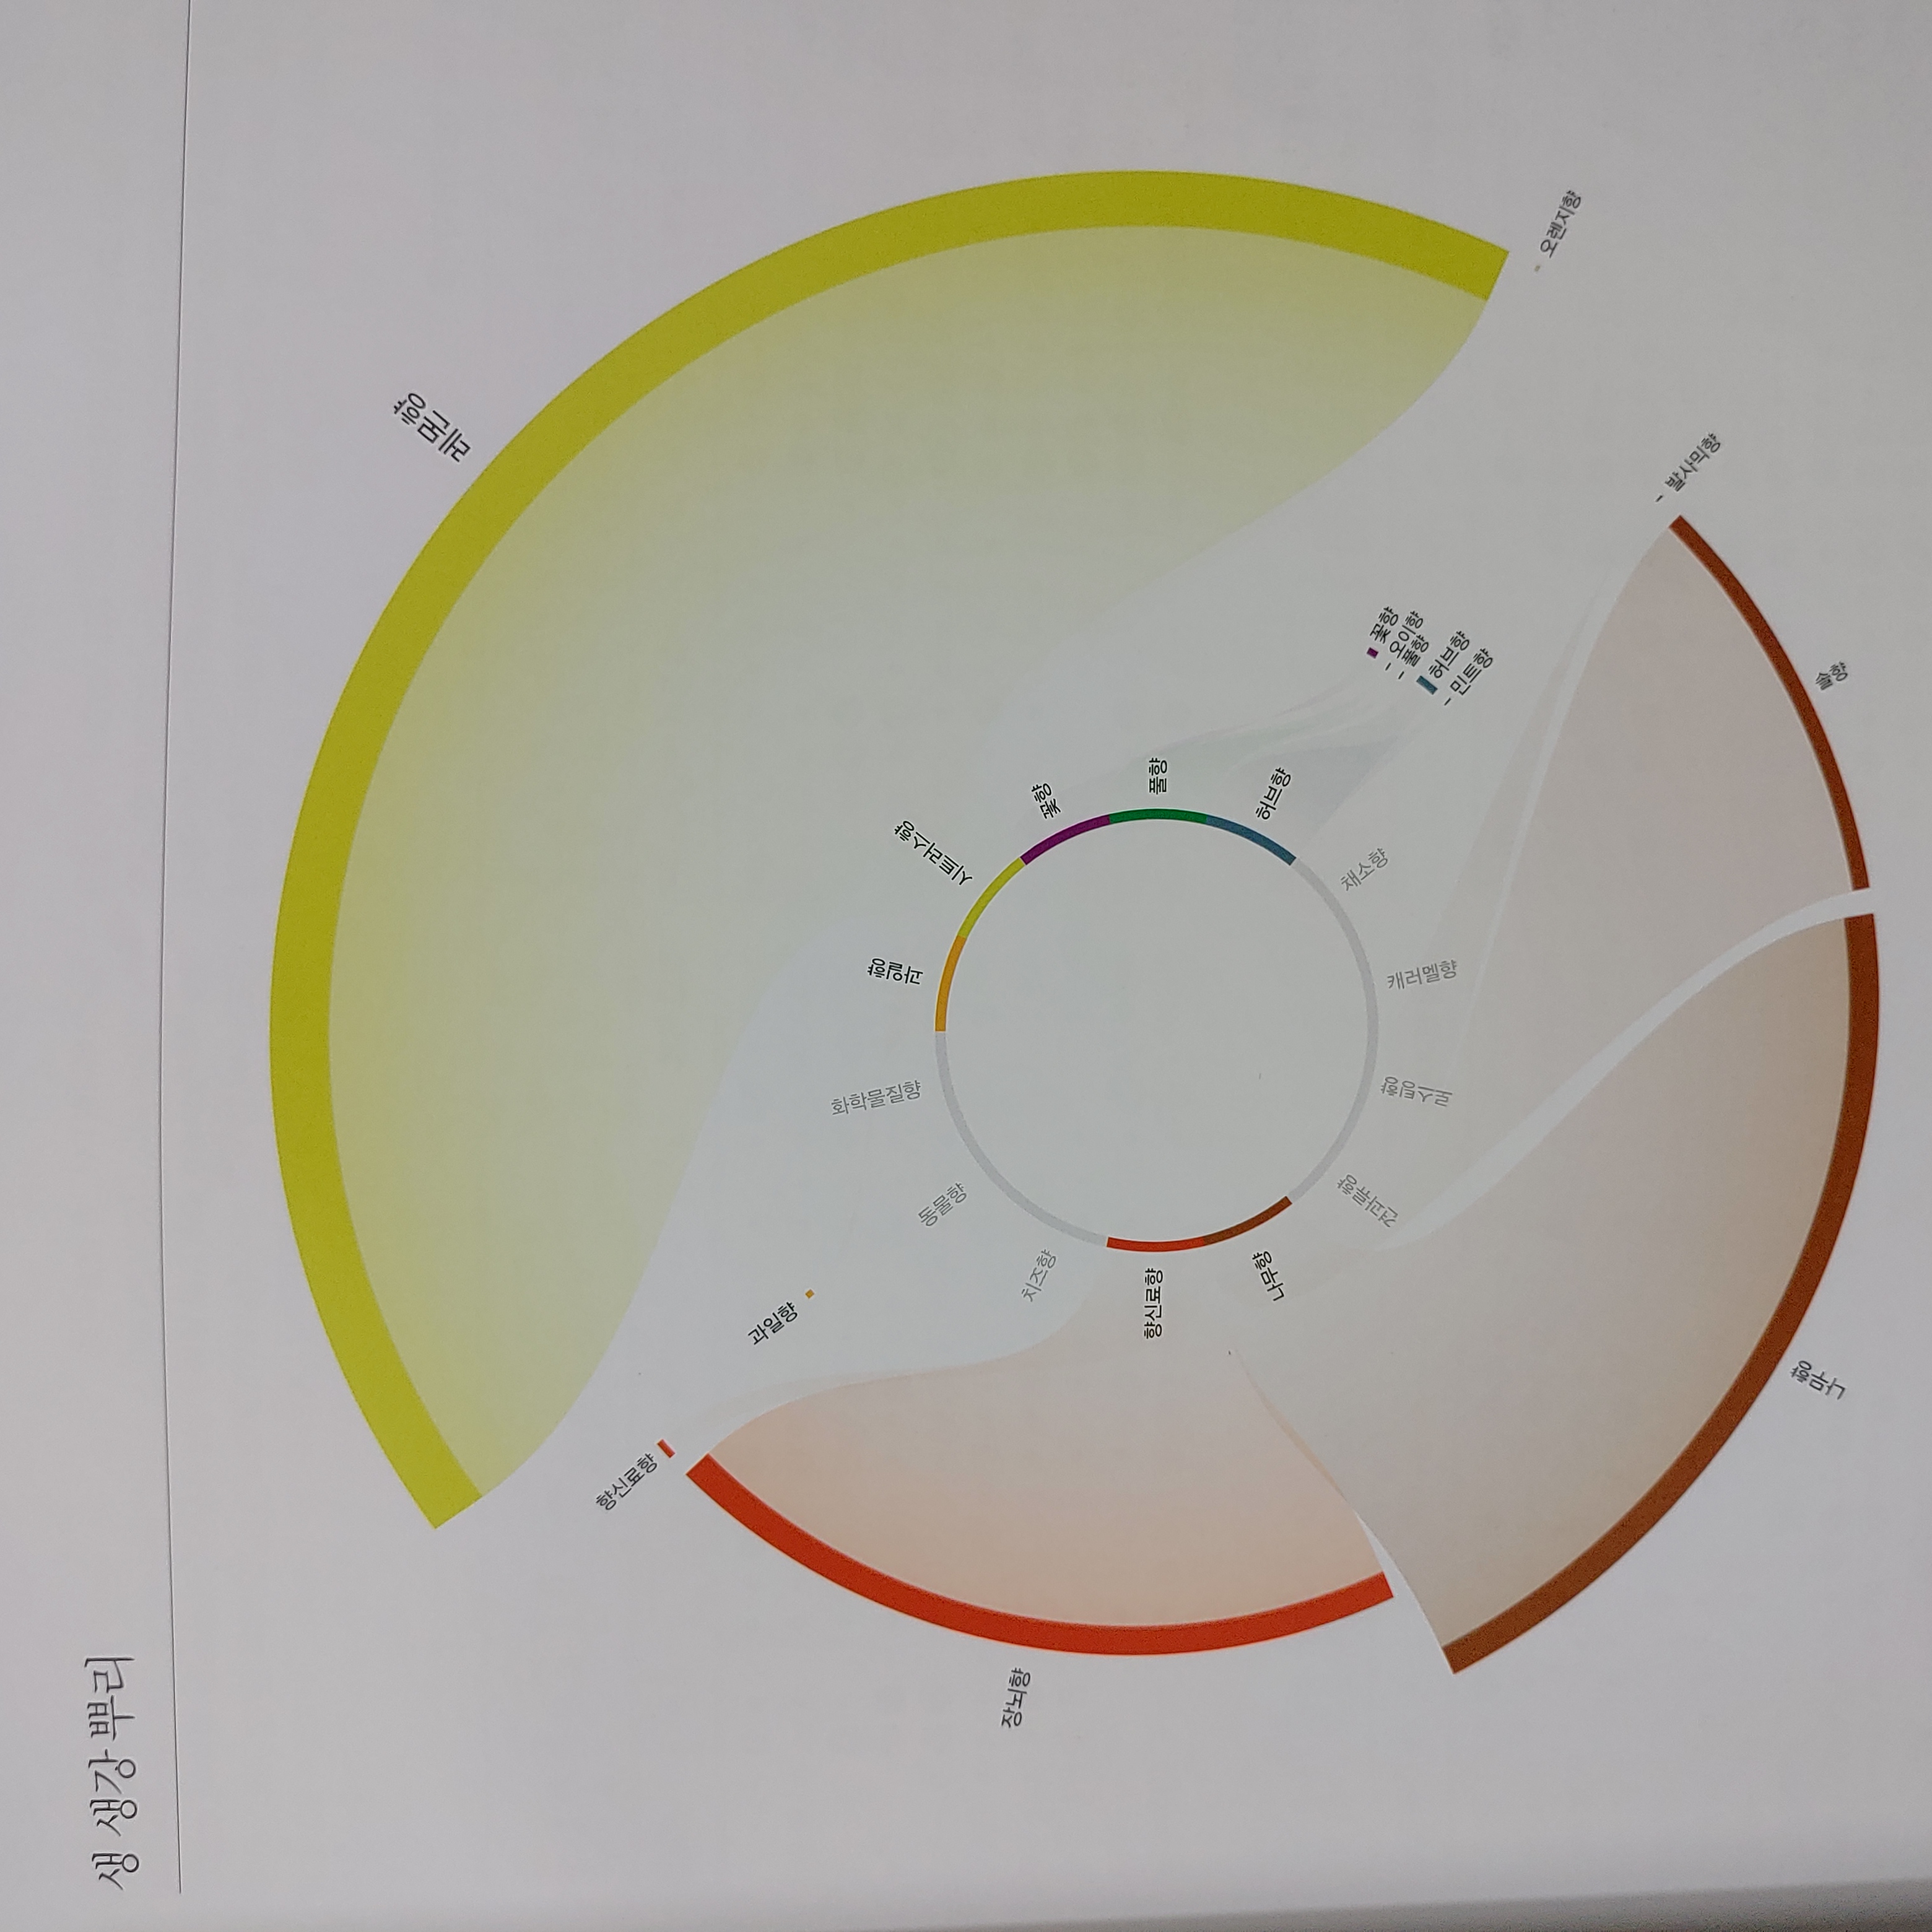 생 생강 뿌리
레몬향
향신료향
과일향
화학물질향
과일향
동물향
시트러스향
장뇌향
치즈향
꽃향
향신료향
풀향
나무향
허브향
견과류향
로스팅향
캐러멜향
채소향
꽃향
오이향
풀향
허브향
민트향
오렌지향
발사믹향
나무향
솔향